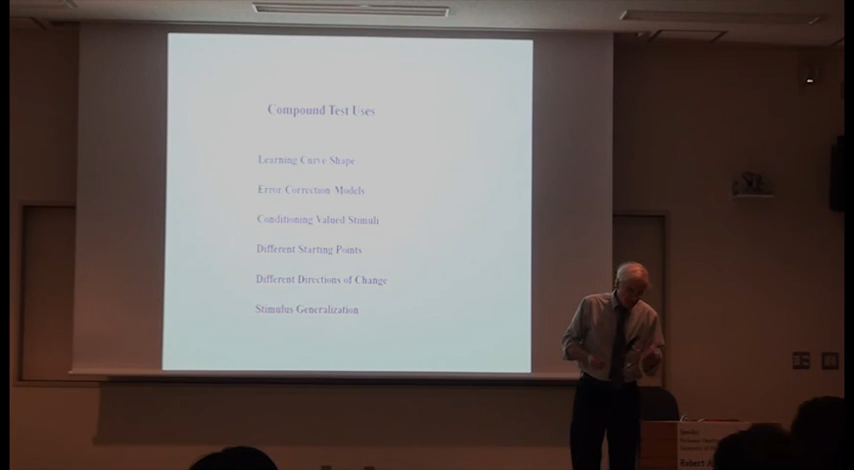 Compound Test Uses
Learning Curve Shape
Error Correction Models
Conditioning Valued Stimuli
Different Starting Points
Different Directions of Change
Stimulus Generalization
Robert